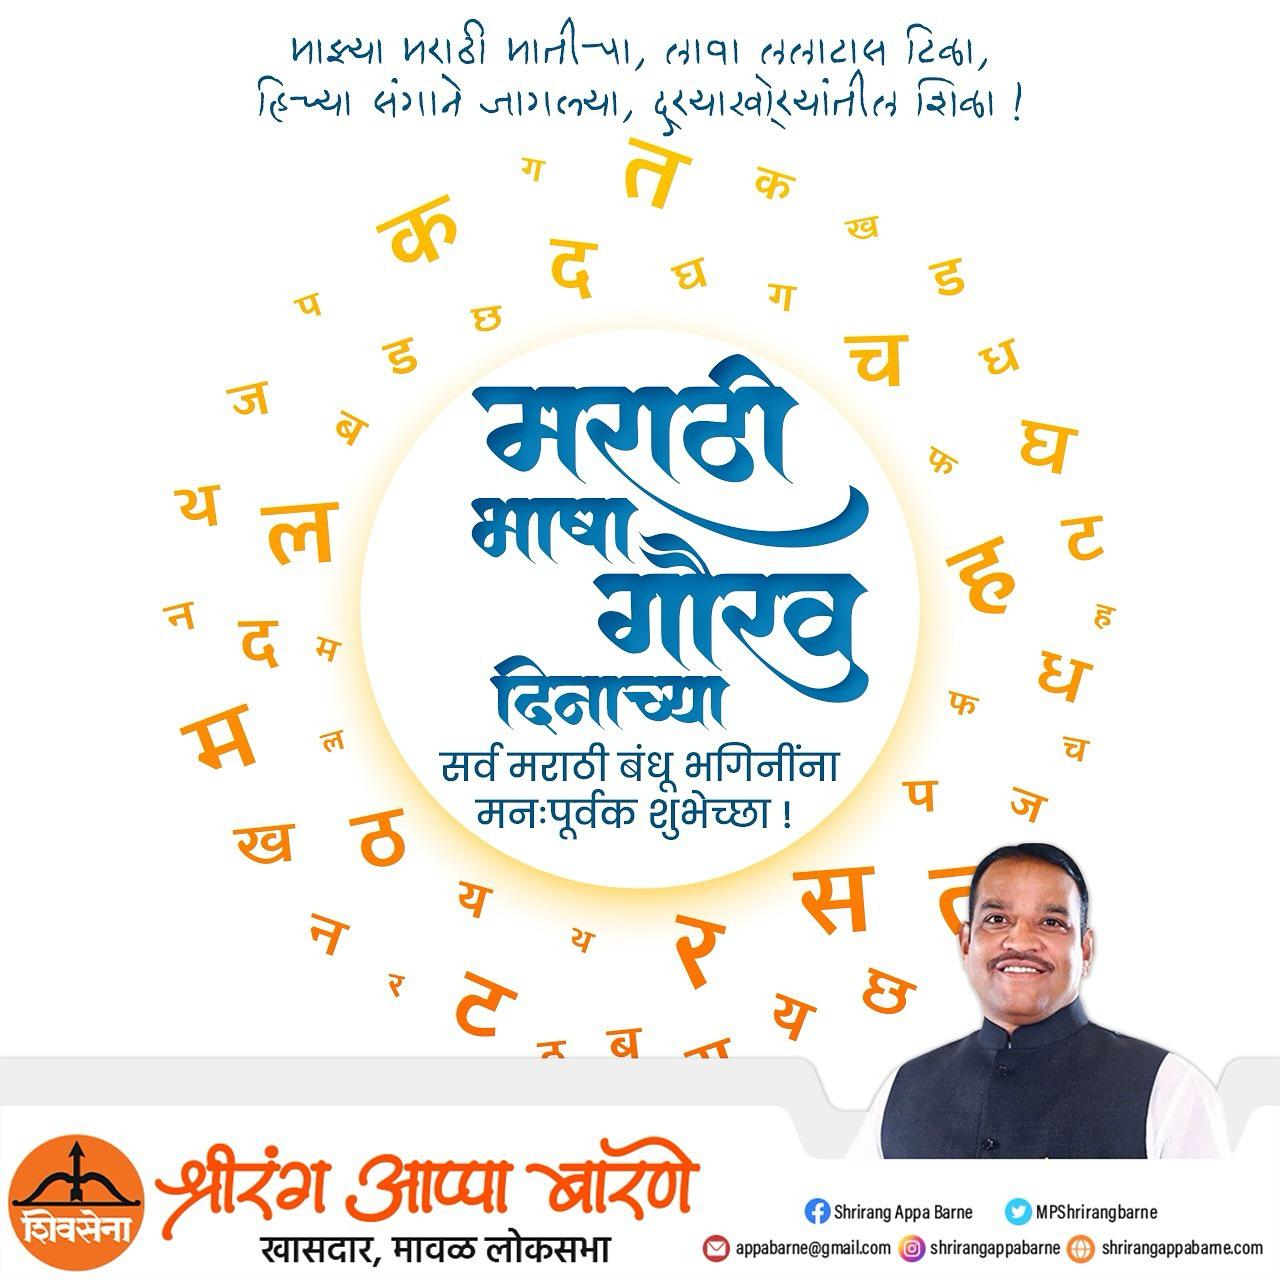 माझ्या मराठी मातीचा, लावा ललाटास टिळा,
हिच्या संगाने जागल्या, दऱ्याखोऱ्यांतील शिळा !
ग त क
क ख
द घ ड
प छ ग
ड च ध
ज ब घ
फ
य ल ट
ह
न द म ह
ध
म ल फ
च
प ज
ख ठ
स त
य
न थ र
र ट छ
य
ठ ब ण
मराठी
भाषा
गौरव
दिनाच्या
सर्व मराठी बंधू भगिनींना
मनःपूर्वक शुभेच्छा !
शिवसेना
श्रीरंग आप्पा बारणे
खासदार, मावळ लोकसभा
Shrirang Appa Barne MPShrirangbarne
appabarne@gmail.com shrirangappabarne shrirangappabarne.com